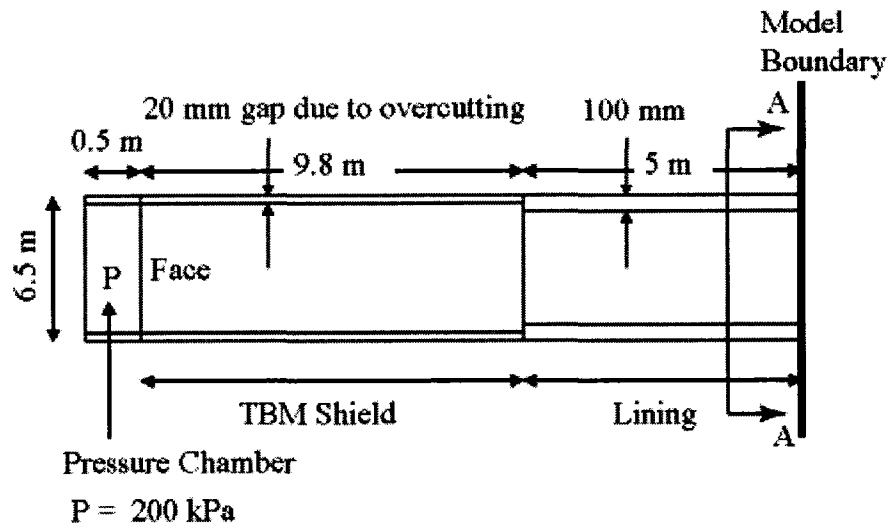 Model
Boundary
20 mm gap due to overcutting
100 mm
A
0.5 m
9.8 m
5 m
6.5 m
P
Face
TBM Shield
Lining
A
Pressure Chamber
P = 200 kPa